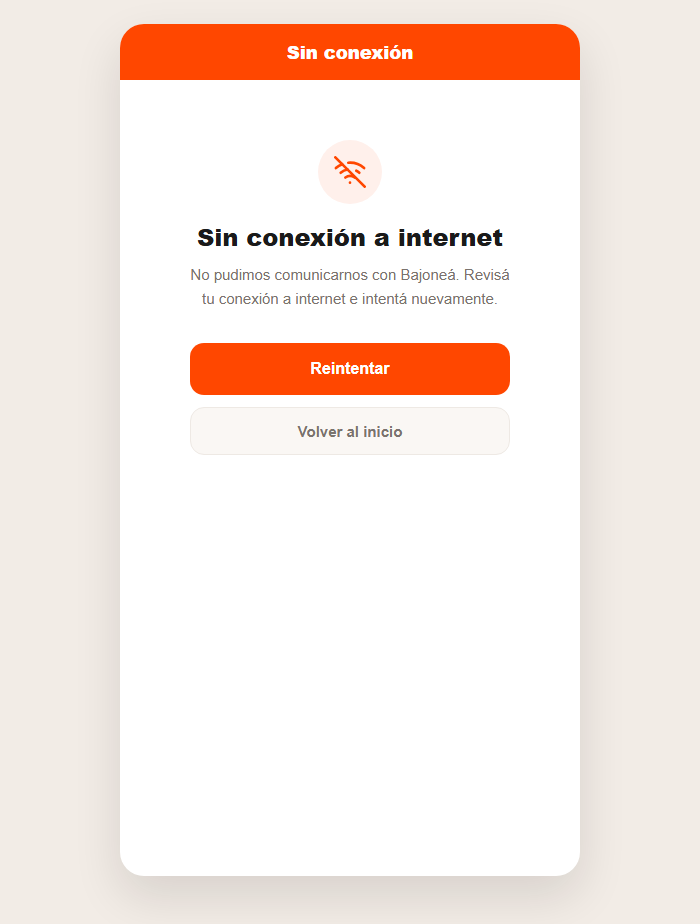 Sin conexión
Sin conexión a internet
No pudimos comunicarnos con Bajoneá. Revisá
tu conexión a internet e intentá nuevamente.
Reintentar
Volver al inicio